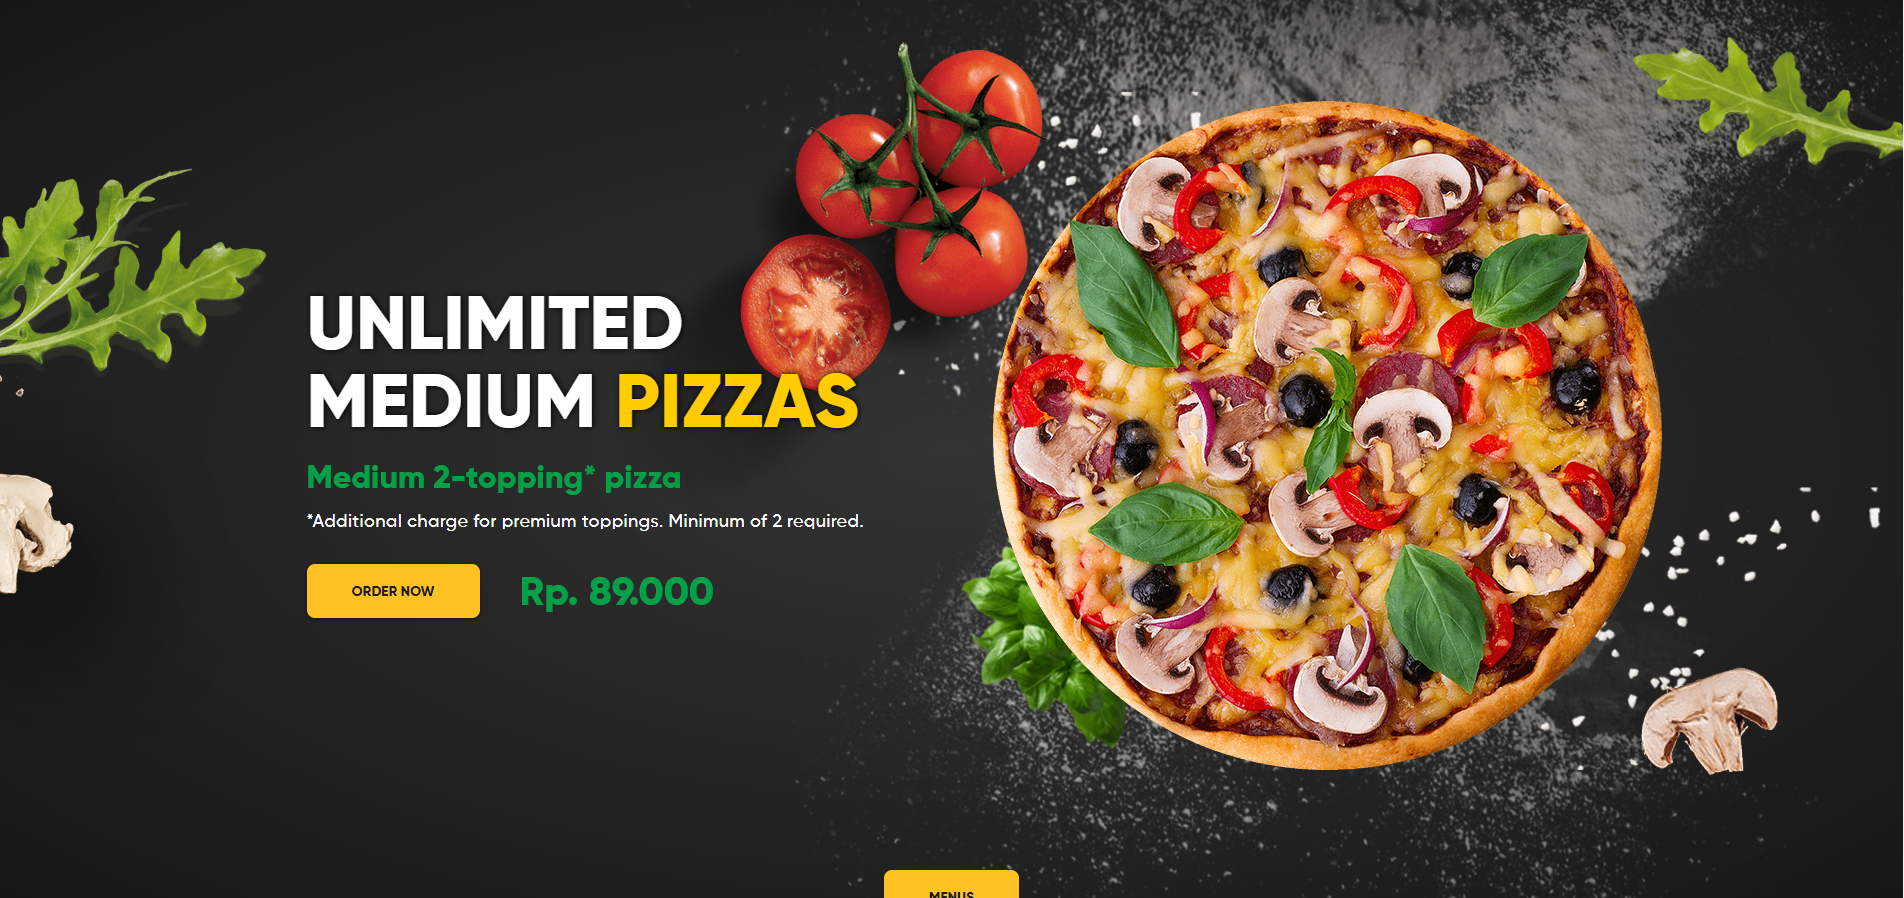 UNLIMITED
MEDIUM PIZZAS
Medium 2-topping* pizza
*Additional charge for premium toppings. Minimum of 2 required.
ORDER NOW
Rp. 89.000
MENUS